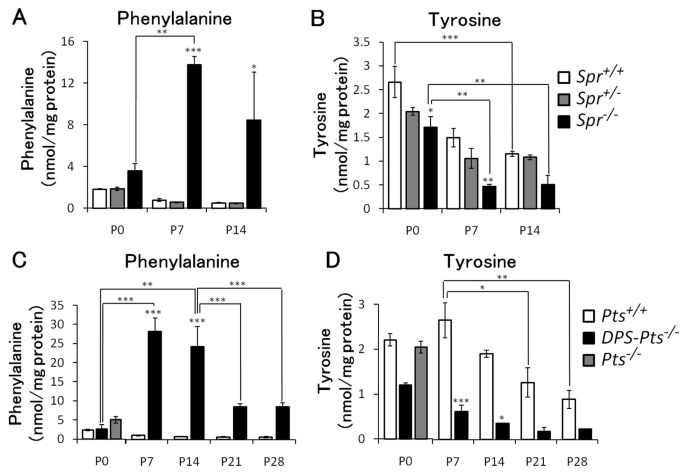 A
Phenylalanine
Phenylalanine
(nmol/mg protein)
16
12
8
4
0
**
***
*
P0 P7 P14
B
Tyrosine
Tyrosine
(nmol/mg protein)
3
2.5
2
1.5
1
0.5
0
***
**
**
*
**
P0 P7 P14
Spr+/+
Spr+/-
Spr-/-
C
Phenylalanine
Phenylalanine
(nmol/mg protein)
35
30
25
20
15
10
5
0
**
***
***
***
***
***
P0 P7 P14 P21 P28
D
Tyrosine
Tyrosine
(nmol/mg protein)
3
2
1
0
**
*
***
*
P0 P7 P14 P21 P28
Pts+/+
DPS-Pts-/-
Pts-/-